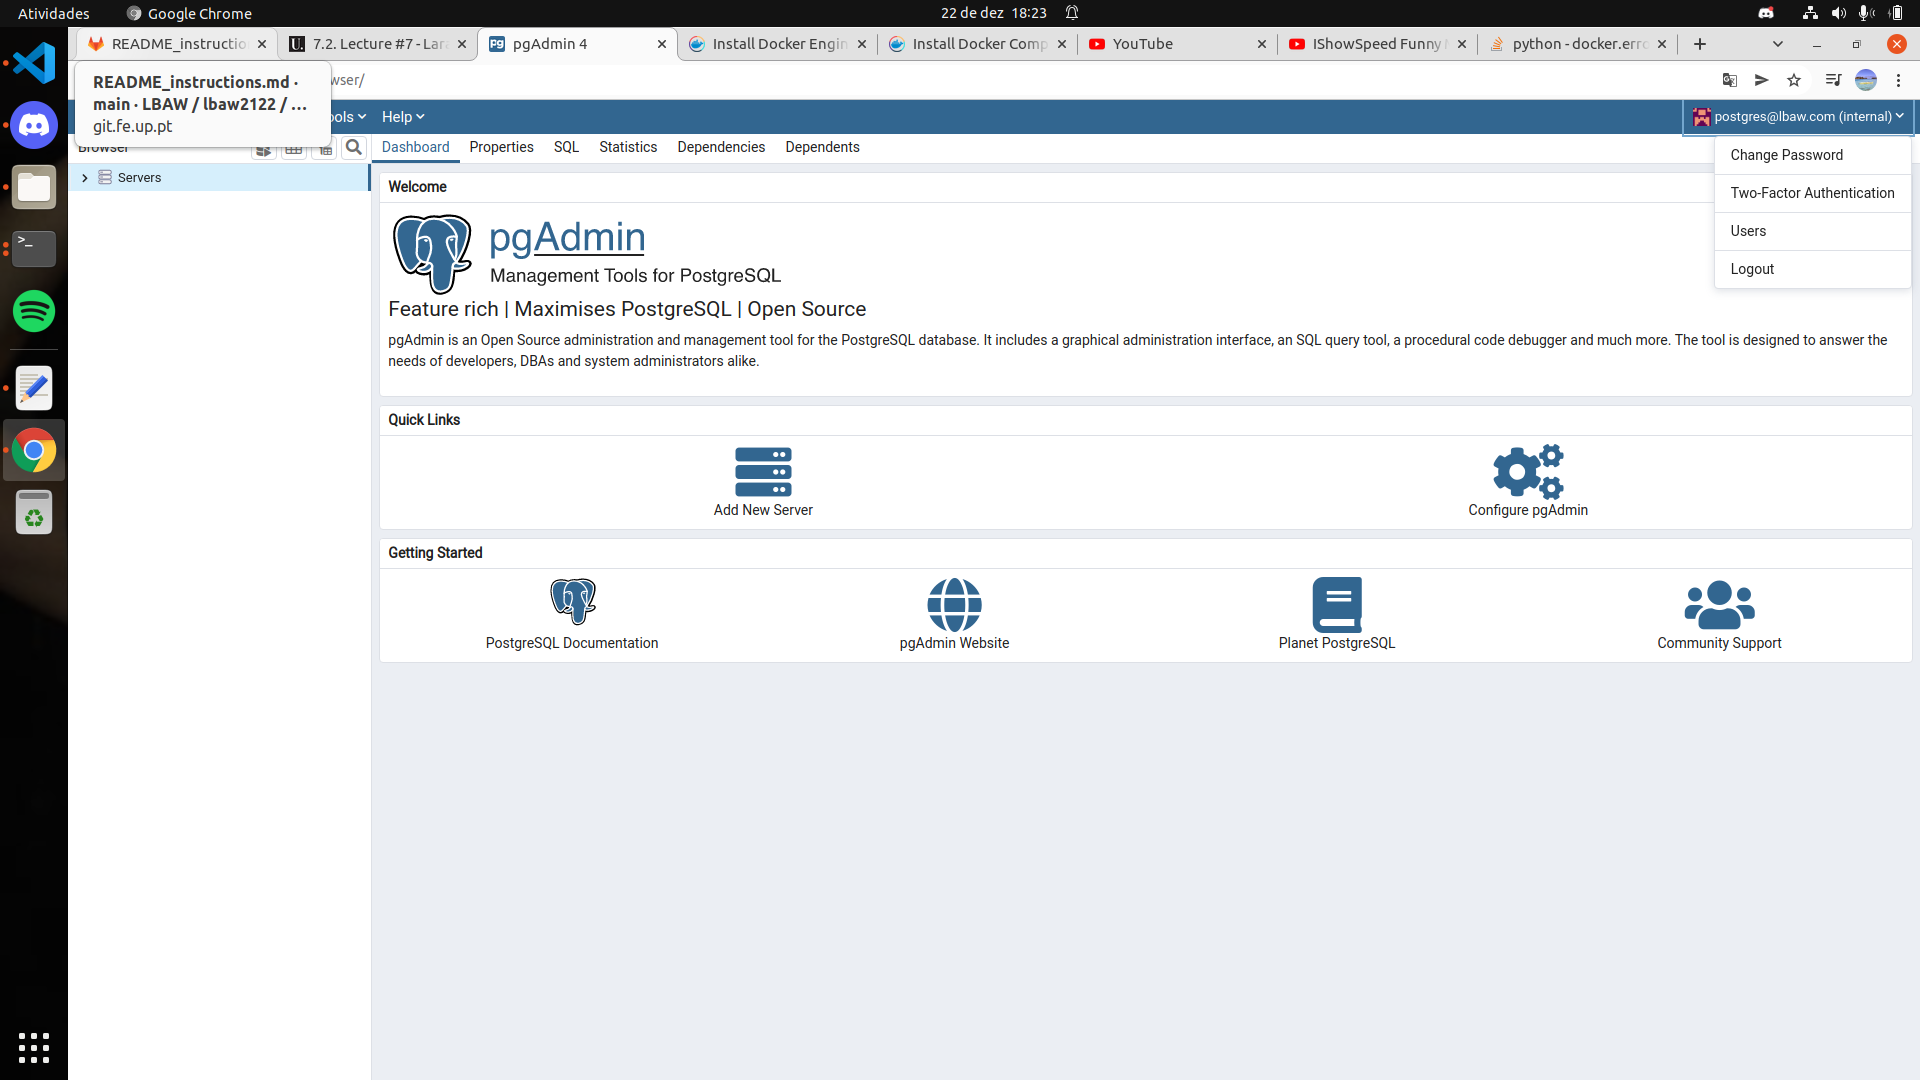 Atividades
Google Chrome
22 de dez 18:23
README_instructio
7.2. Lecture #7 - Lar
pgAdmin 4
Install Docker Engin
Install Docker Comp
YouTube
IShowSpeed Funny
python - docker.erro
README_instructions.md ·
main · LBAW / lbaw2122 / ...
git.fe.up.pt
wser/
ools
Help
postgres@lbaw.com (internal)
Browser
Dashboard
Properties
SQL
Statistics
Dependencies
Dependents
Change Password
Two-Factor Authentication
Users
Logout
Servers
Welcome
pgAdmin
Management Tools for PostgreSQL
Feature rich | Maximises PostgreSQL | Open Source
pgAdmin is an Open Source administration and management tool for the PostgreSQL database. It includes a graphical administration interface, an SQL query tool, a procedural code debugger and much more. The tool is designed to answer the
needs of developers, DBAs and system administrators alike.
Quick Links
Add New Server
Configure pgAdmin
Getting Started
PostgreSQL Documentation
pgAdmin Website
Planet PostgreSQL
Community Support